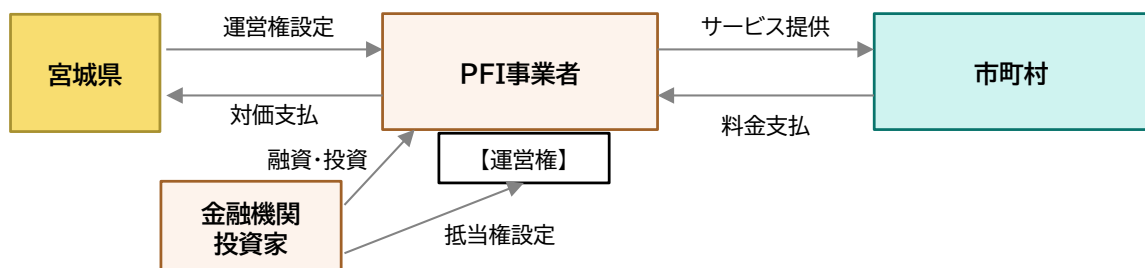 運営権設定
サービス提供
宮城県
PFI事業者
市町村
対価支払
料金支払
融資・投資
【運営権】
金融機関
投資家
抵当権設定